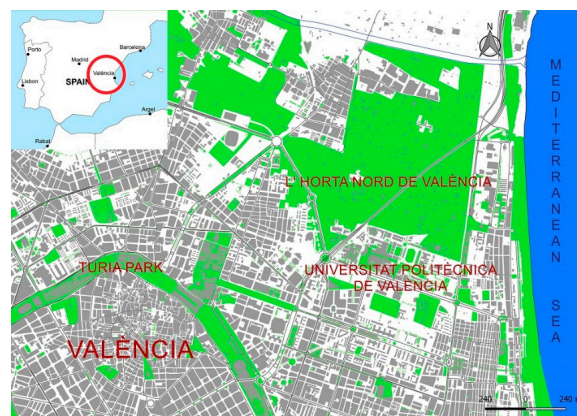 Porto
Madrid
Barcelona
València
Lisbon
SPAIN
Argel
Rabat
N
MEDITERRANEAN SEA
L' HORTA NORD DE VALÈNCIA
TURIA PARK
UNIVERSITAT POLITÈCNICA
DE VALÈNCIA
VALÈNCIA
240 0 240